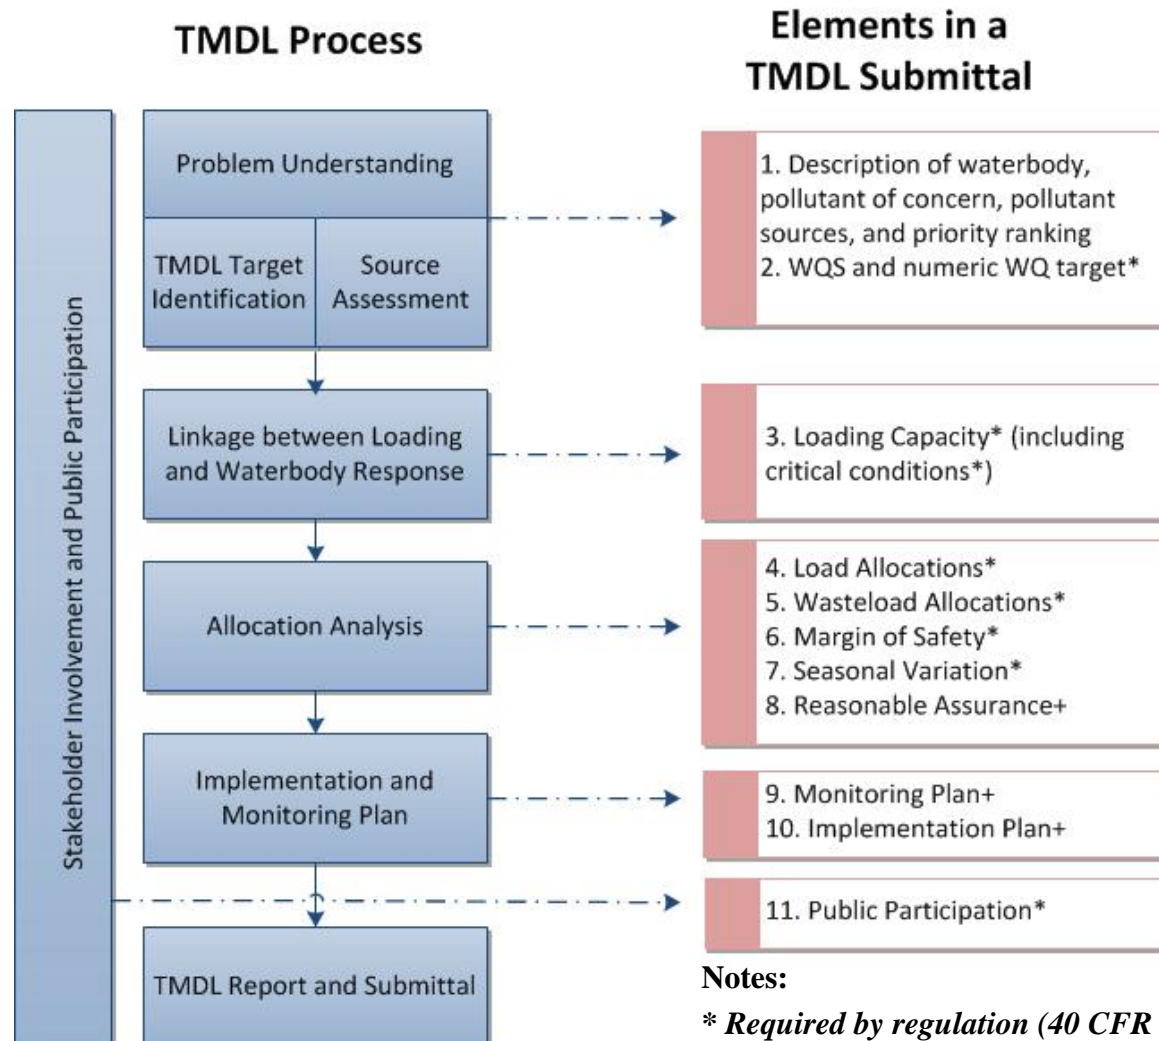 TMDL Process
Elements in a
TMDL Submittal
Stakeholder Involvement and Public Participation
Problem Understanding
TMDL Target
Identification
Source
Assessment
Linkage between Loading
and Waterbody Response
Allocation Analysis
Implementation and
Monitoring Plan
TMDL Report and Submittal
1. Description of waterbody,
pollutant of concern, pollutant
sources, and priority ranking
2. WQS and numeric WQ target*
3. Loading Capacity* (including
critical conditions*)
4. Load Allocations*
5. Wasteload Allocations*
6. Margin of Safety*
7. Seasonal Variation*
8. Reasonable Assurance+
9. Monitoring Plan+
10. Implementation Plan+
11. Public Participation*
Notes:
* Required by regulation (40 CFR